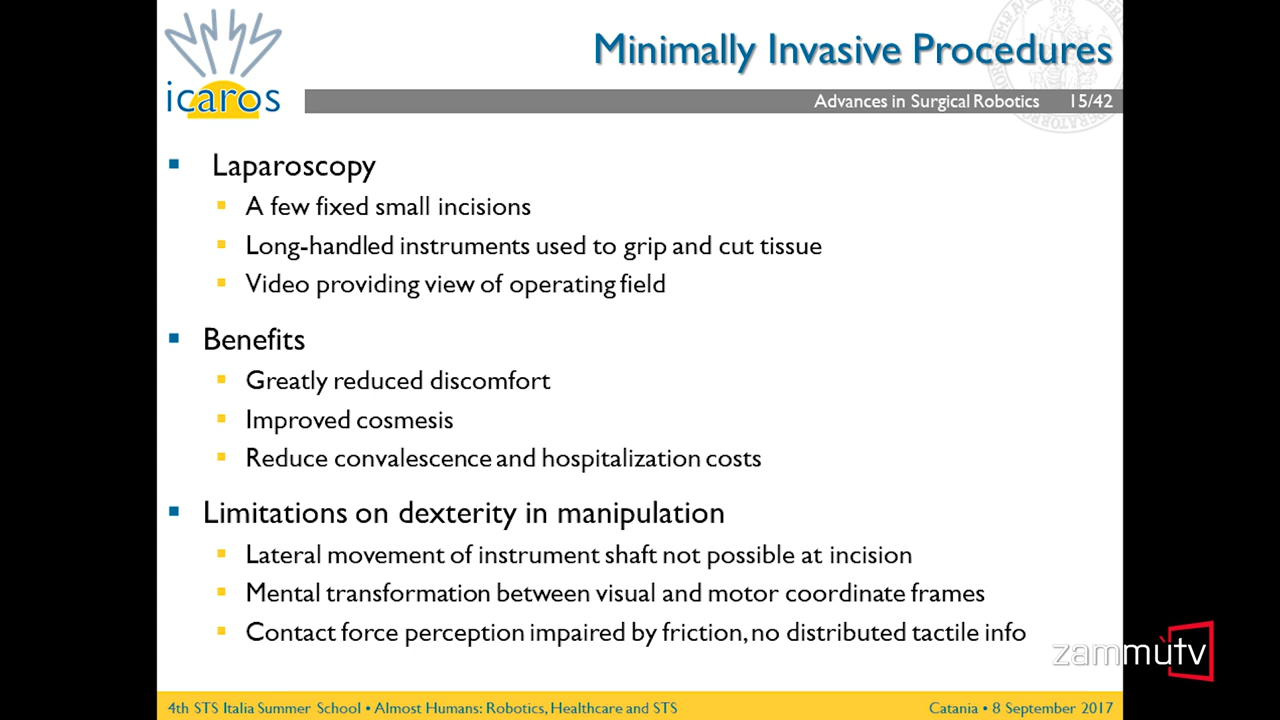 icaros
Minimally Invasive Procedures
Advances in Surgical Robotics 15/42
Laparoscopy
A few fixed small incisions
Long-handled instruments used to grip and cut tissue
Video providing view of operating field
Benefits
Greatly reduced discomfort
Improved cosmesis
Reduce convalescence and hospitalization costs
Limitations on dexterity in manipulation
Lateral movement of instrument shaft not possible at incision
Mental transformation between visual and motor coordinate frames
Contact force perception impaired by friction, no distributed tactile info
zammùtv
4th STS Italia Summer School • Almost Humans: Robotics, Healthcare and STS
Catania • 8 September 2017